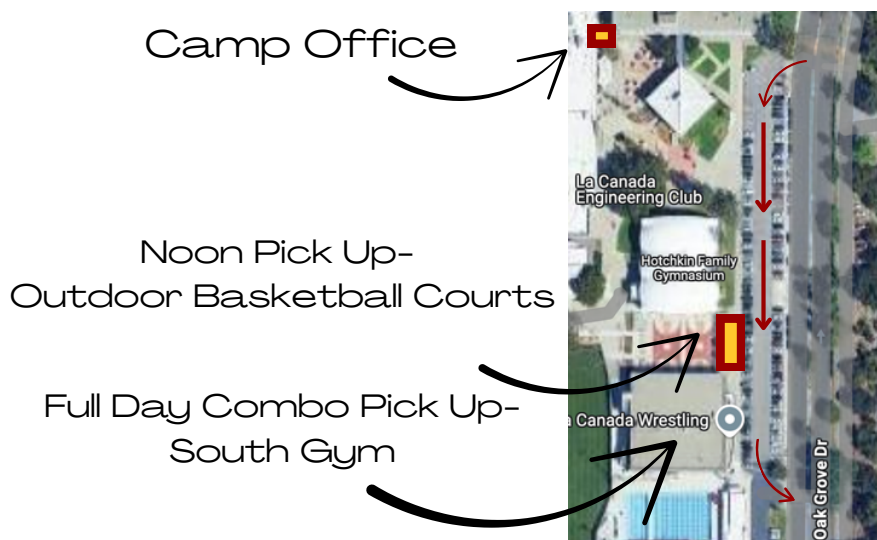 Camp Office
La Canada
Engineering Club
Noon Pick Up-
Outdoor Basketball Courts
Hotchkin Family
Gymnasium
Full Day Combo Pick Up-
South Gym
a Canada Wrestling
Oak Grove Dr